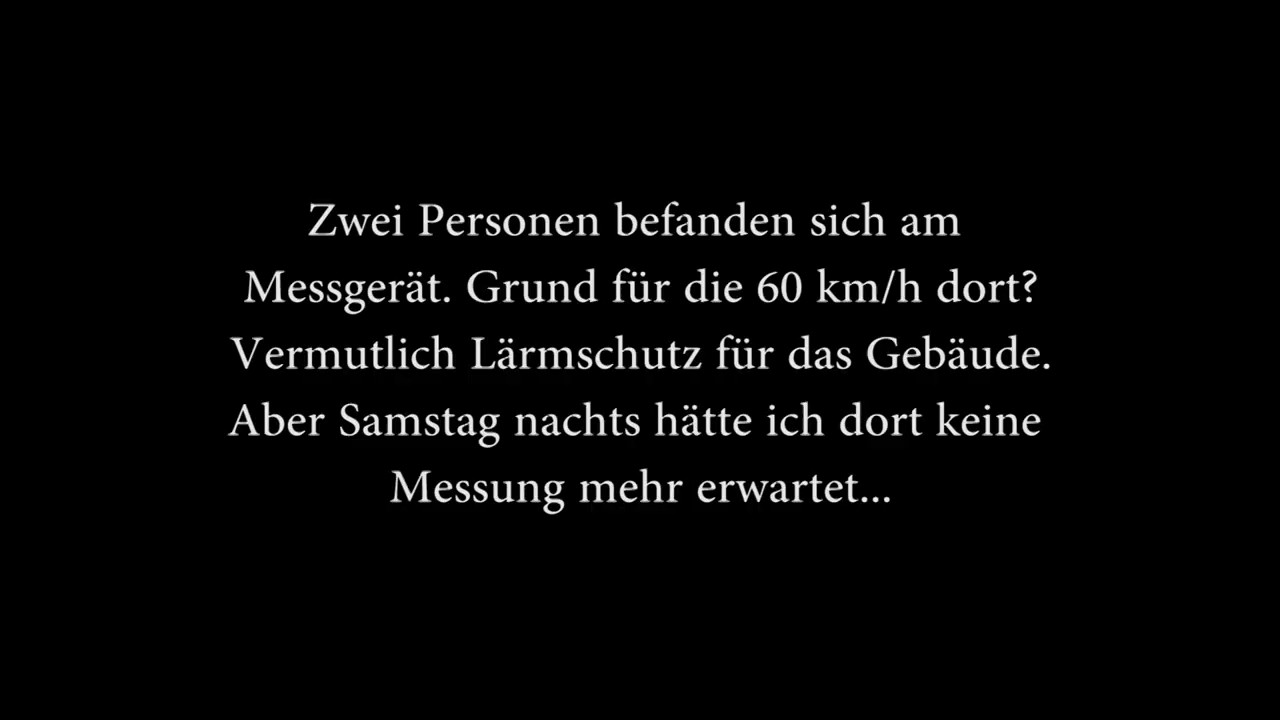 Zwei Personen befanden sich am
Messgerät. Grund für die 60 km/h dort?
Vermutlich Lärmschutz für das Gebäude.
Aber Samstag nachts hätte ich dort keine
Messung mehr erwartet...